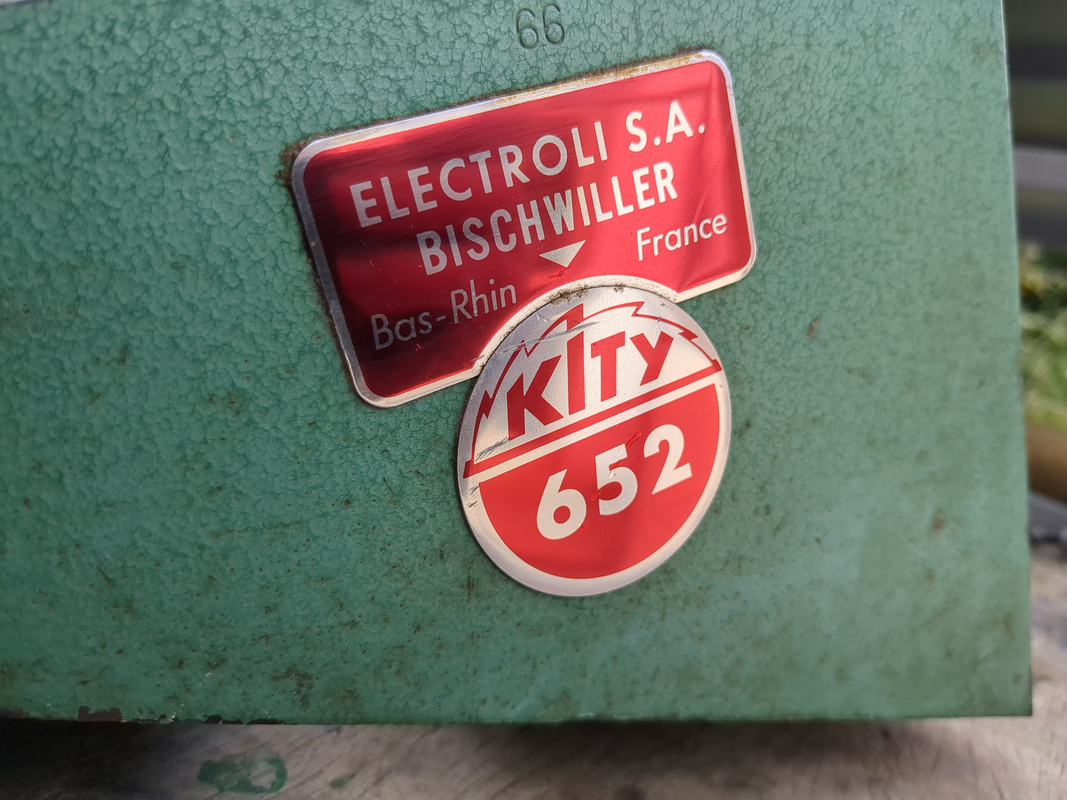 66
ELECTROLI S.A.
BISCHWILLER
Bas-Rhin France
KITY
652